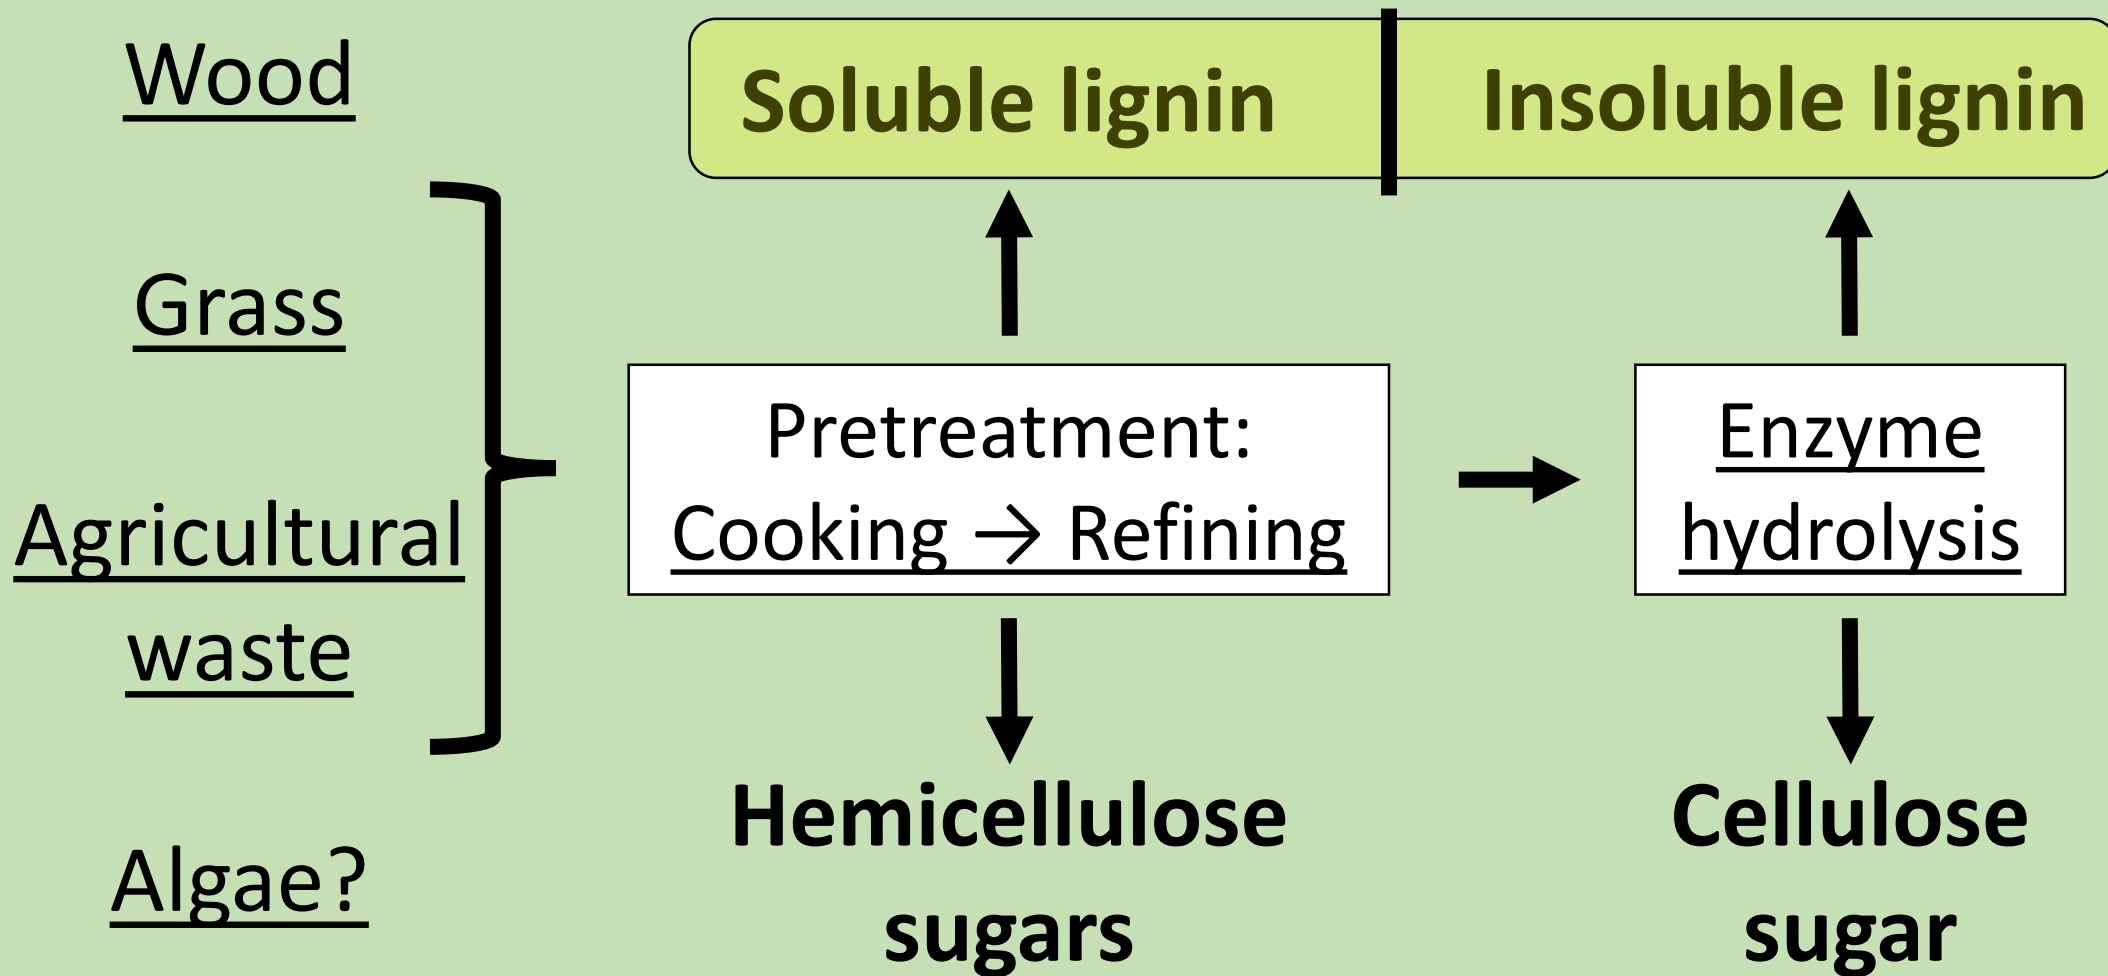 Wood
Grass
Agricultural
waste
Algae?
Soluble lignin
Insoluble lignin
Pretreatment:
Cooking → Refining
Enzyme
hydrolysis
Hemicellulose
sugars
Cellulose
sugar